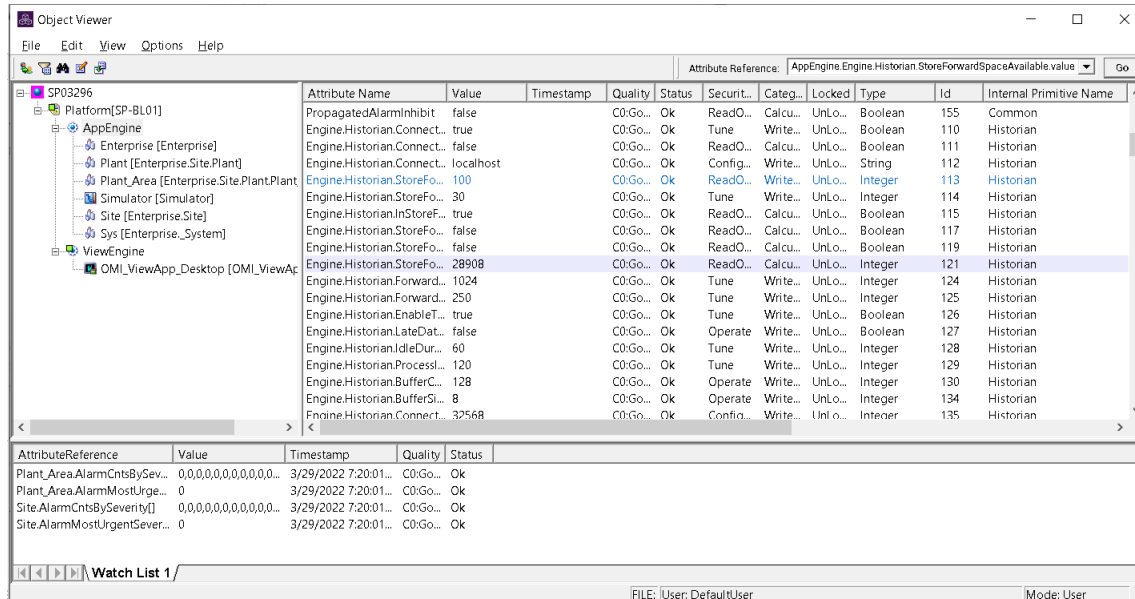 Object Viewer
File Edit View Options Help
Attribute Reference: AppEngine.Engine.Historian.StoreForwardSpaceAvailable.value Go
SP03296
Platform[SP-BL01]
AppEngine
Enterprise [Enterprise]
Plant [Enterprise.Site.Plant]
Plant_Area [Enterprise.Site.Plant.Plant
Simulator [Simulator]
Site [Enterprise.Site]
Sys [Enterprise._System]
ViewEngine
OMI_ViewApp_Desktop [OMI_ViewAp
Attribute Name Value Timestamp Quality Status Securit... Categ... Locked Type Id Internal Primitive Name
PropagatedAlarmInhibit false C0:Go... Ok ReadO... Calcu... UnLo... Boolean 155 Common
Engine.Historian.Connect... true C0:Go... Ok Tune Write... UnLo... Boolean 110 Historian
Engine.Historian.Connect... false C0:Go... Ok ReadO... Calcu... UnLo... Boolean 111 Historian
Engine.Historian.Connect... localhost C0:Go... Ok Config... Write... UnLo... String 112 Historian
Engine.Historian.StoreFo... 100 C0:Go... Ok ReadO... Write... UnLo... Integer 113 Historian
Engine.Historian.StoreFo... 30 C0:Go... Ok Tune Write... UnLo... Integer 114 Historian
Engine.Historian.InStoreF... true C0:Go... Ok ReadO... Calcu... UnLo... Boolean 115 Historian
Engine.Historian.StoreFo... false C0:Go... Ok ReadO... Calcu... UnLo... Boolean 117 Historian
Engine.Historian.StoreFo... false C0:Go... Ok ReadO... Calcu... UnLo... Boolean 119 Historian
Engine.Historian.StoreFo... 28908 C0:Go... Ok ReadO... Calcu... UnLo... Integer 121 Historian
Engine.Historian.Forward... 1024 C0:Go... Ok Tune Write... UnLo... Integer 124 Historian
Engine.Historian.Forward... 250 C0:Go... Ok Tune Write... UnLo... Integer 125 Historian
Engine.Historian.EnableT... true C0:Go... Ok Tune Write... UnLo... Boolean 126 Historian
Engine.Historian.LateDat... false C0:Go... Ok Operate Write... UnLo... Boolean 127 Historian
Engine.Historian.IdleDur... 60 C0:Go... Ok Tune Write... UnLo... Integer 128 Historian
Engine.Historian.ProcessI... 120 C0:Go... Ok Tune Write... UnLo... Integer 129 Historian
Engine.Historian.BufferC... 128 C0:Go... Ok Operate Write... UnLo... Integer 130 Historian
Engine.Historian.BufferSi... 8 C0:Go... Ok Operate Write... UnLo... Integer 134 Historian
Engine.Historian.Connect... 32568 C0:Go... Ok Config... Write... UnLo... Integer 135 Historian
AttributeReference Value Timestamp Quality Status
Plant_Area.AlarmCntsBySev... 0,0,0,0,0,0,0,0,0,0... 3/29/2022 7:20:01... C0:Go... Ok
Plant_Area.AlarmMostUrge... 0 3/29/2022 7:20:01... C0:Go... Ok
Site.AlarmCntsBySeverity[] 0,0,0,0,0,0,0,0,0,0... 3/29/2022 7:20:01... C0:Go... Ok
Site.AlarmMostUrgentSever... 0 3/29/2022 7:20:01... C0:Go... Ok
Watch List 1
FILE: User: DefaultUser Mode: User